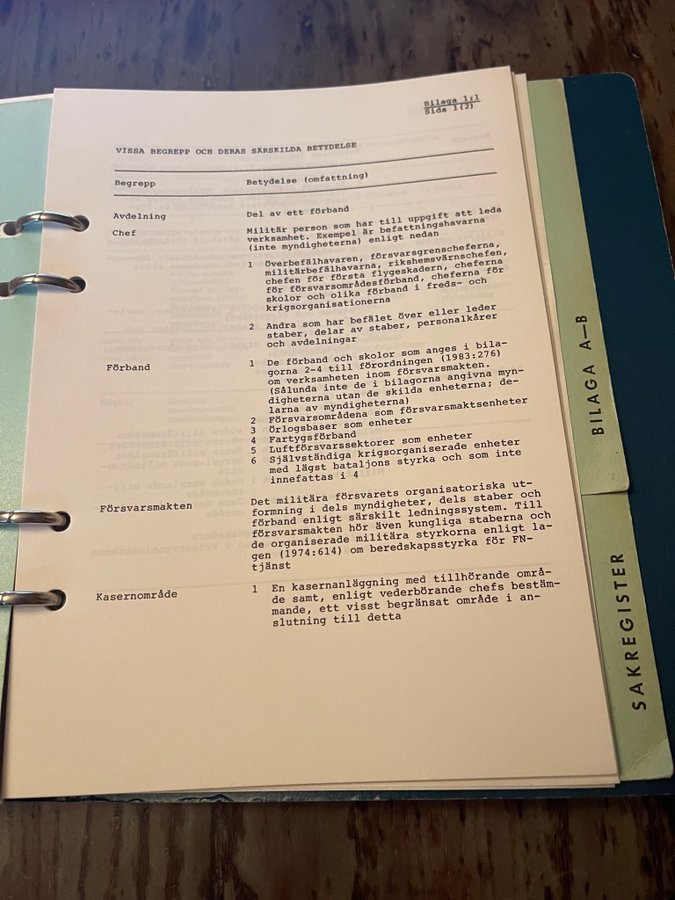 Bilaga 1:1
Sida 1(2)
VISSA BEGREPP OCH DERAS SÄRSKILDA BETYDELSE
Begrepp Betydelse (omfattning)
Avdelning Del av ett förband
Chef Militär person som har till uppgift att leda
verksamhet. Exempel är befattningshavarna
(inte myndigheterna) enligt nedan
1 Överbefälhavaren, försvarsgrenscheferna,
militärbefälhavarna, rikshemvärnschefen,
chefen för första flygeskadern, cheferna
för försvarsområdesförband, cheferna för
skolor och olika förband i freds- och
krigsorganisationerna
2 Andra som har befälet över eller leder
staber, delar av staber, personalkårer
och avdelningar
Förband 1 De förband och skolor som anges i bila-
gorna 2-4 till förordningen (1983:276)
om verksamheten inom försvarsmakten.
(Sålunda inte de i bilagorna angivna myn-
digheterna utan de skilda enheterna; de-
larna av myndigheterna)
2 Försvarsområdena som försvarsmaktsenheter
3 Örlogsbaser som enheter
4 Fartygsförband
5 Luftförsvarssektorer som enheter
6 Självständiga krigsorganiserade enheter
med lägst bataljons styrka och som inte
innefattas i 4
Försvarsmakten Det militära försvarets organisatoriska ut-
formning i dels myndigheter, dels staber och
förband enligt särskilt ledningssystem. Till
försvarsmakten hör även kungliga staberna och
de organiserade militära styrkorna enligt la-
gen (1974:614) om beredskapsstyrka för FN-
tjänst
Kasernområde 1 En kasernanläggning med tillhörande områ-
de samt, enligt vederbörande chefs bestäm-
mande, ett visst begränsat område i an-
slutning till detta
BILAGA A—B
SAKREGISTER